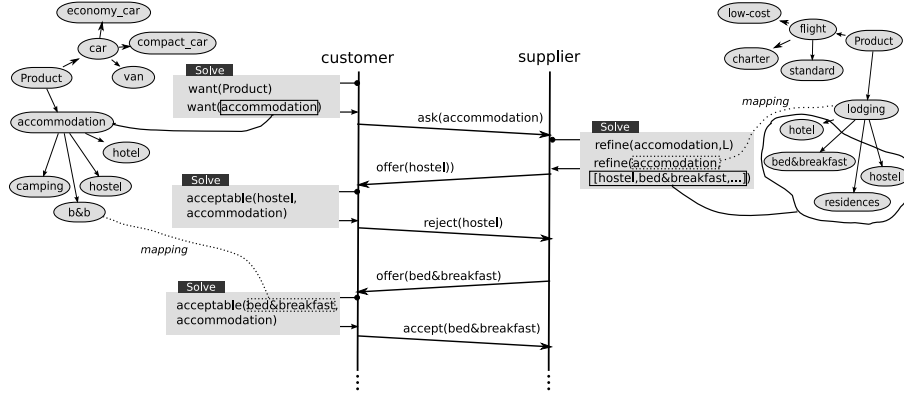 economy_car
car
compact_car
van
Product
accommodation
hotel
camping
hostel
b&b
mapping
customer
supplier
Solve
want(Product)
want(accommodation)
ask(accommodation)
Solve
refine(accomodation,L)
refine(accomodation,
[hostel,bed&breakfast,...])
offer(hostel))
Solve
acceptable(hostel,
accommodation)
reject(hostel)
offer(bed&breakfast)
Solve
acceptable(bed&breakfast,
accommodation)
accept(bed&breakfast)
low-cost
flight
Product
charter
standard
mapping
lodging
hotel
bed&breakfast
hostel
residences